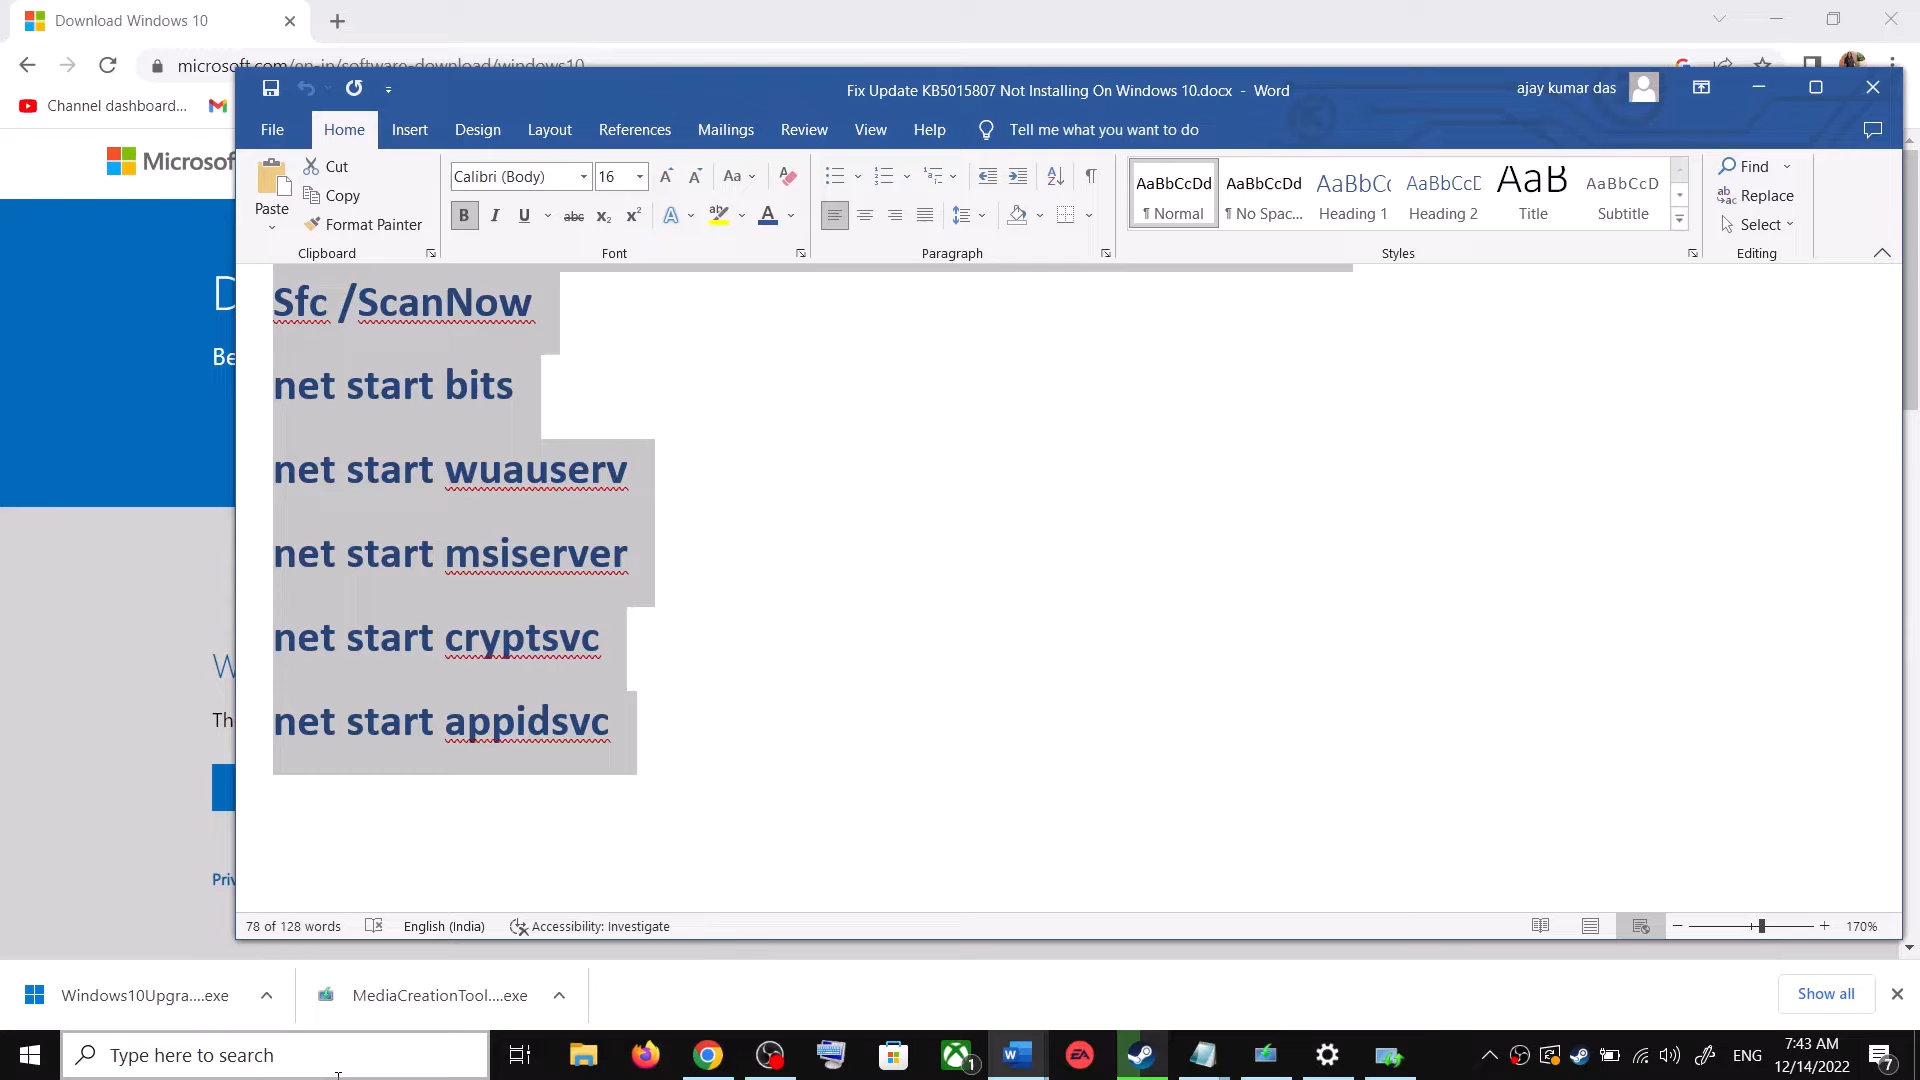 Download Windows 10
microsoft.com/en-in/software-download/windows10
Channel dashboard...
Fix Update KB5015807 Not Installing On Windows 10.docx - Word
ajay kumar das
File
Home
Insert
Design
Layout
References
Mailings
Review
View
Help
Tell me what you want to do
Microsof
Paste
Cut
Copy
Format Painter
Clipboard
Calibri (Body)
16
Font
Paragraph
AaBbCcDd
¶ Normal
AaBbCcDd
¶ No Spac...
AaBbCc
Heading 1
AaBbCcD
Heading 2
AaB
Title
AaBbCcD
Subtitle
Styles
Find
Replace
Select
Editing
D
Be
Sfc /ScanNow
net start bits
net start wuauserv
net start msiserver
net start cryptsvc
net start appidsvc
W
Th
Priv
78 of 128 words
English (India)
Accessibility: Investigate
170%
Windows10Upgra....exe
MediaCreationTool....exe
Show all
Type here to search
1
ENG
7:43 AM
12/14/2022
7